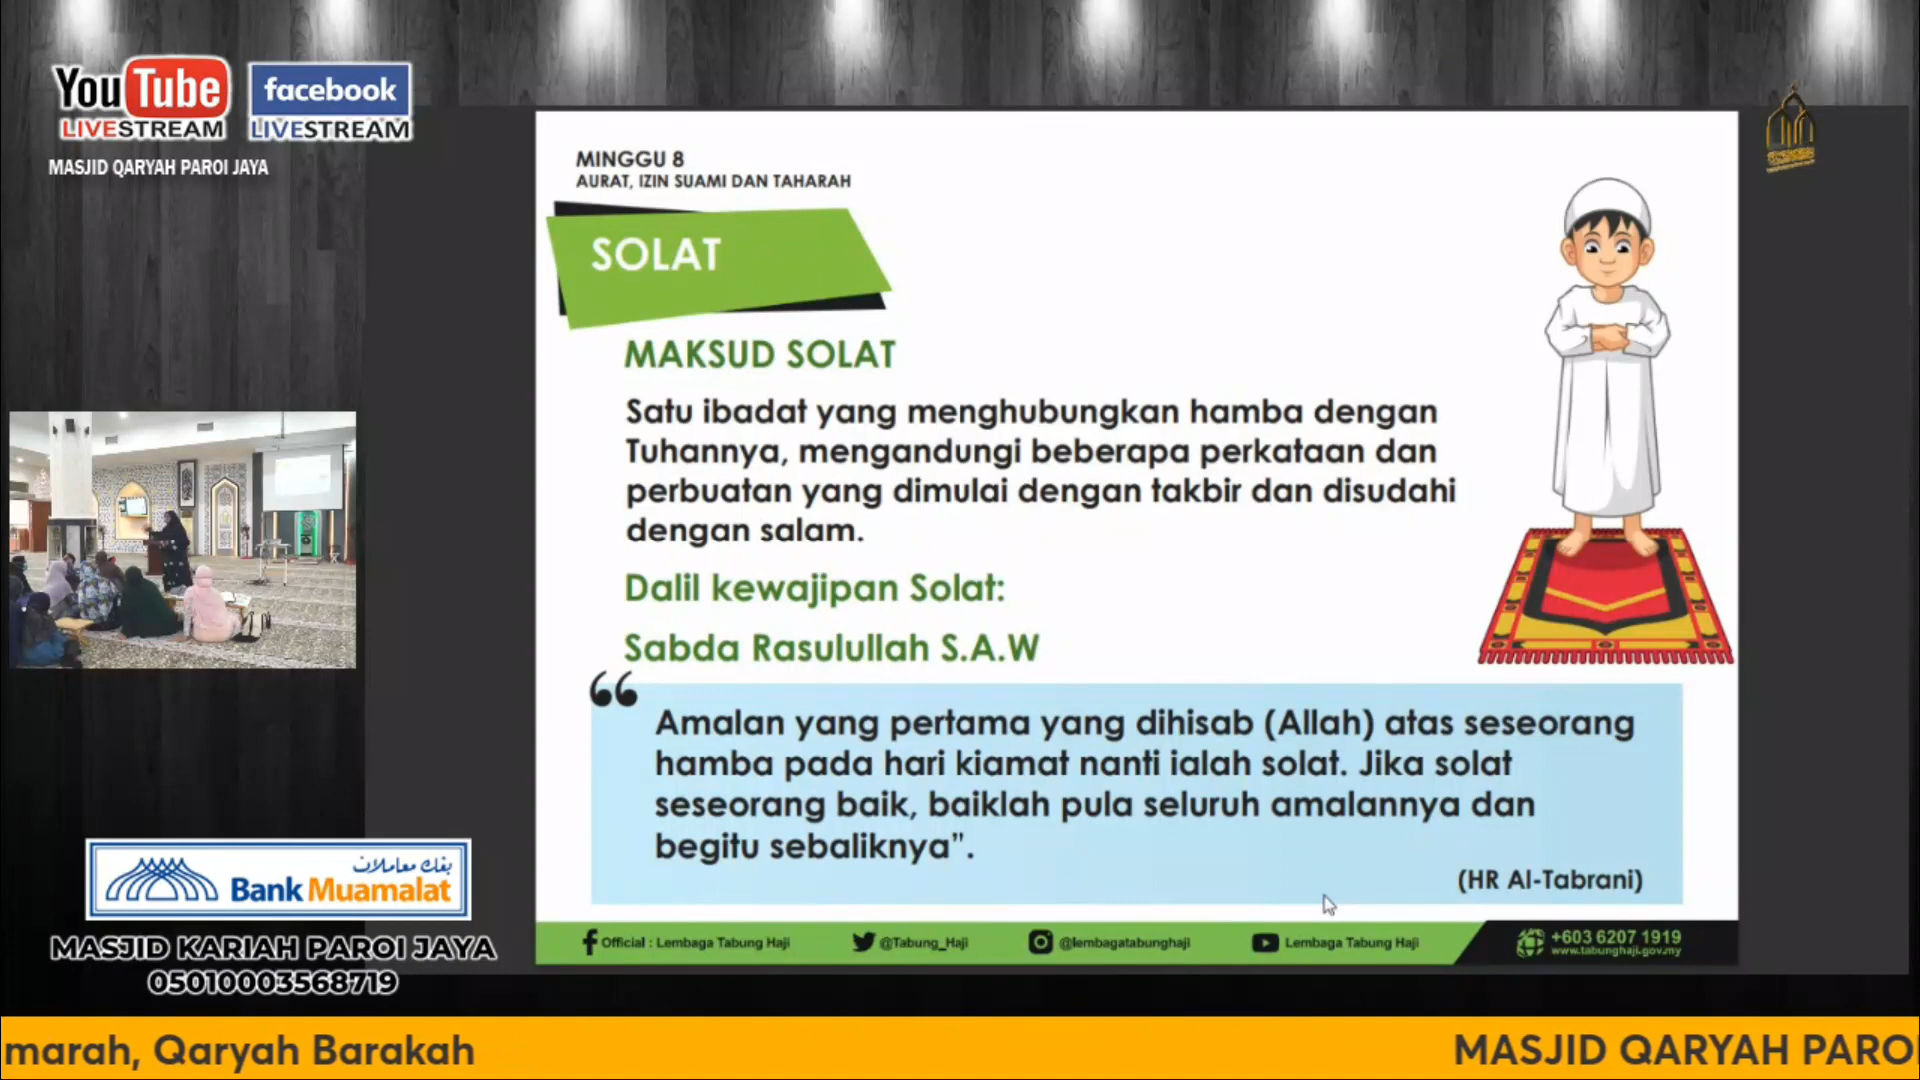 YouTube
LIVESTREAM
facebook
LIVESTREAM
MASJID QARYAH PAROI JAYA
MINGGU 8
AURAT, IZIN SUAMI DAN TAHARAH
SOLAT
MAKSUD SOLAT
Satu ibadat yang menghubungkan hamba dengan
Tuhannya, mengandungi beberapa perkataan dan
perbuatan yang dimulai dengan takbir dan disudahi
dengan salam.
Dalil kewajipan Solat:
Sabda Rasulullah S.A.W
“
Amalan yang pertama yang dihisab (Allah) atas seseorang
hamba pada hari kiamat nanti ialah solat. Jika solat
seseorang baik, baiklah pula seluruh amalannya dan
begitu sebaliknya”.
(HR Al-Tabrani)
Official : Lembaga Tabung Haji
@Tabung_Haji
@lembagatabunghaji
Lembaga Tabung Haji
+603 6207 1919
www.tabunghaji.gov.my
بنك معاملات
Bank Muamalat
MASJID KARIAH PAROI JAYA
05010003568719
marah, Qaryah Barakah
MASJID QARYAH PARO